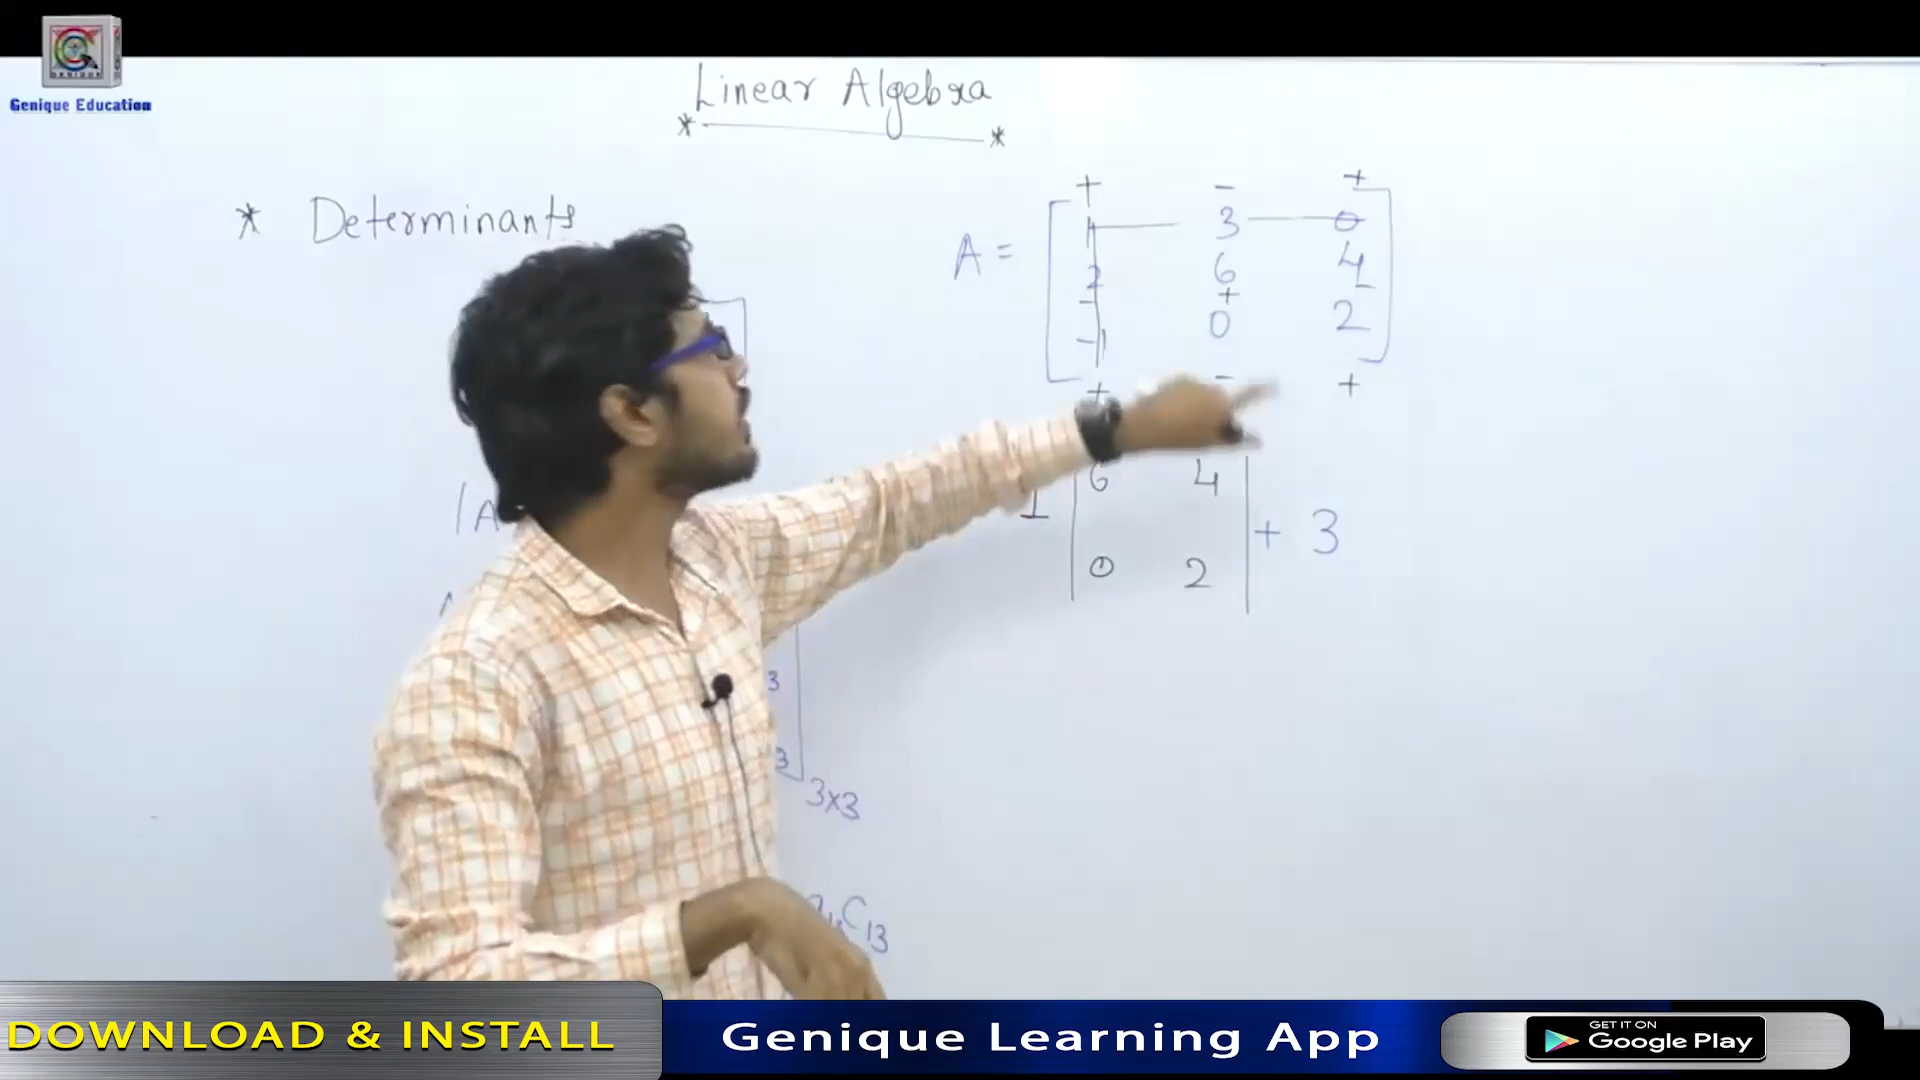 GENIQUE
Genique Education
Linear Algebra
* *
* Determinants
+ - +
A = 1 3 0
2 6 4
- +
-1 0 2
+ - +
|A
1 6 4
0 2
+ 3
3
3
3x3
C13
DOWNLOAD & INSTALL
Genique Learning App
GET IT ON
Google Play